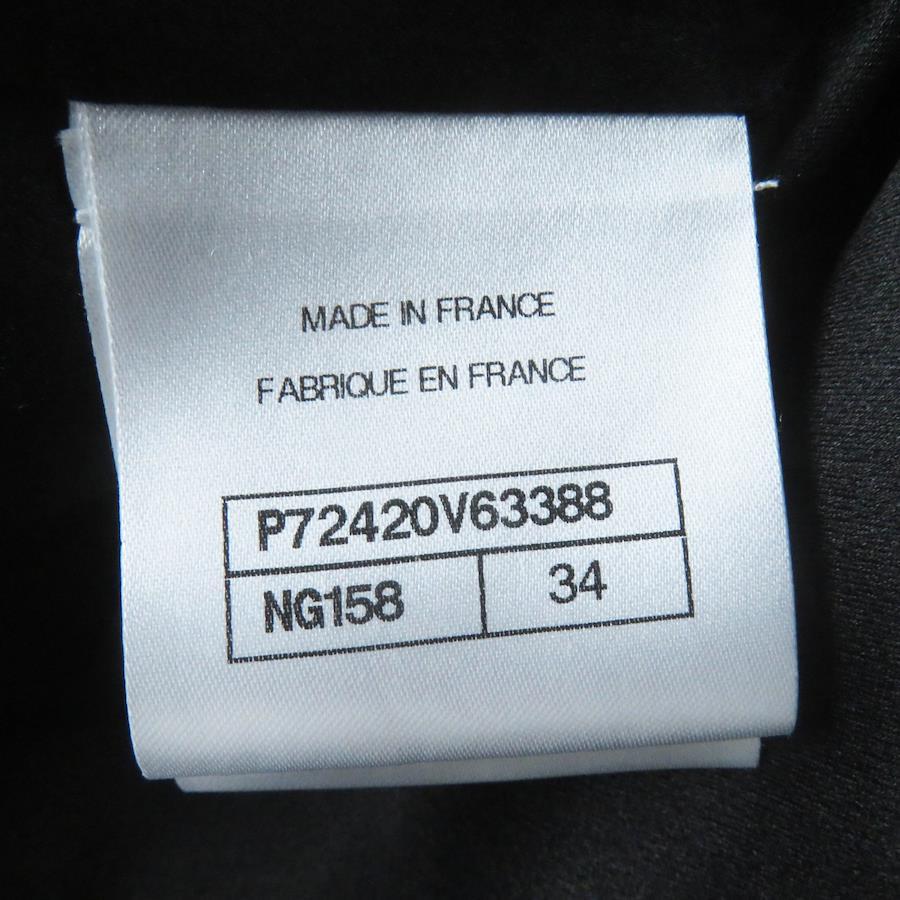 MADE IN FRANCE
FABRIQUE EN FRANCE
P72420V63388
NG158 34